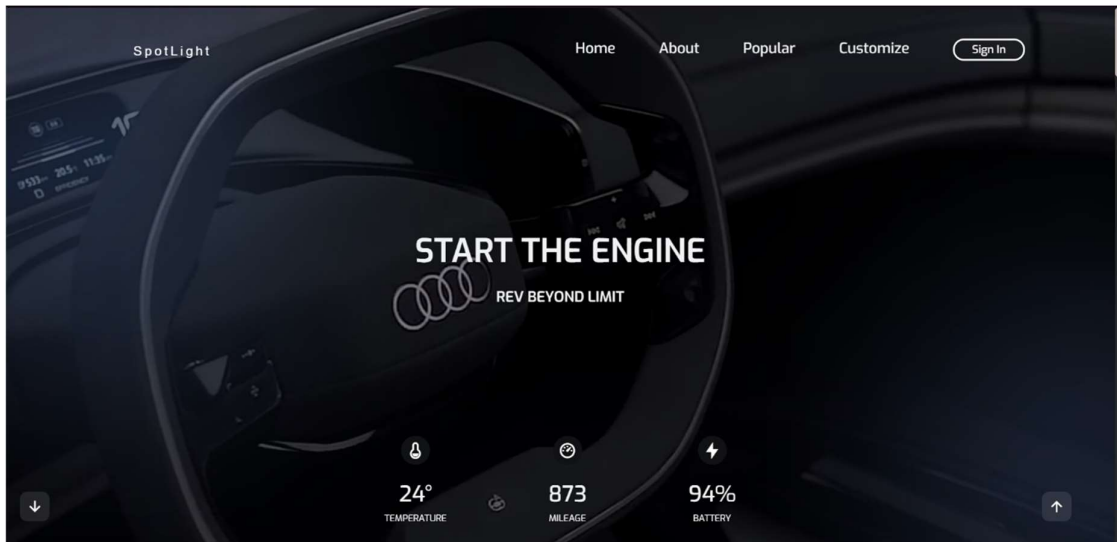 SpotLight
Home
About
Popular
Customize
Sign In
START THE ENGINE
REV BEYOND LIMIT
24°
873
94%
TEMPERATURE
MILEAGE
BATTERY